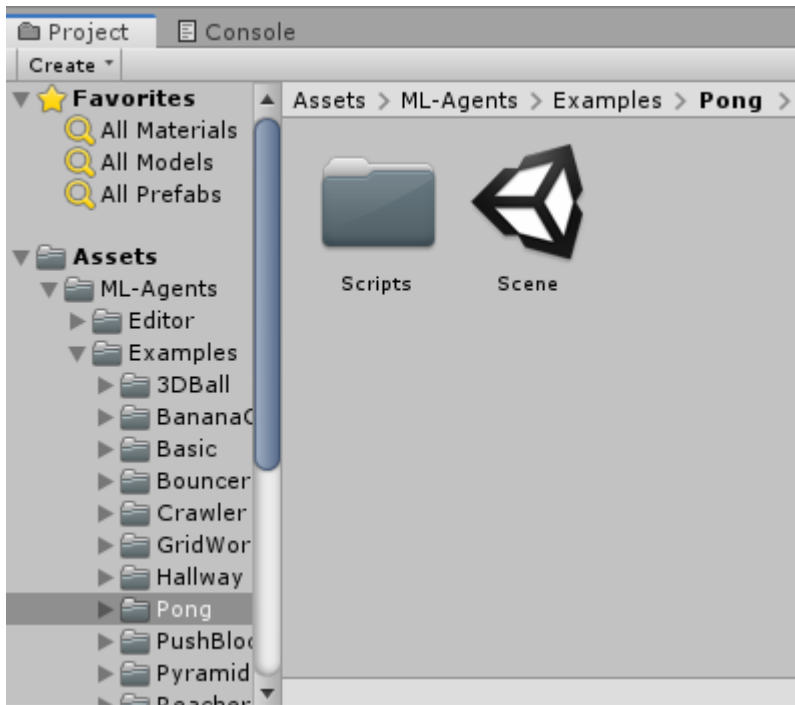 Project
Console
Create
Favorites
All Materials
All Models
All Prefabs
Assets
ML-Agents
Editor
Examples
3DBall
BananaC
Basic
Bouncer
Crawler
GridWor
Hallway
Pong
PushBloc
Pyramid
Reacher
Assets > ML-Agents > Examples > Pong >
Scripts
Scene